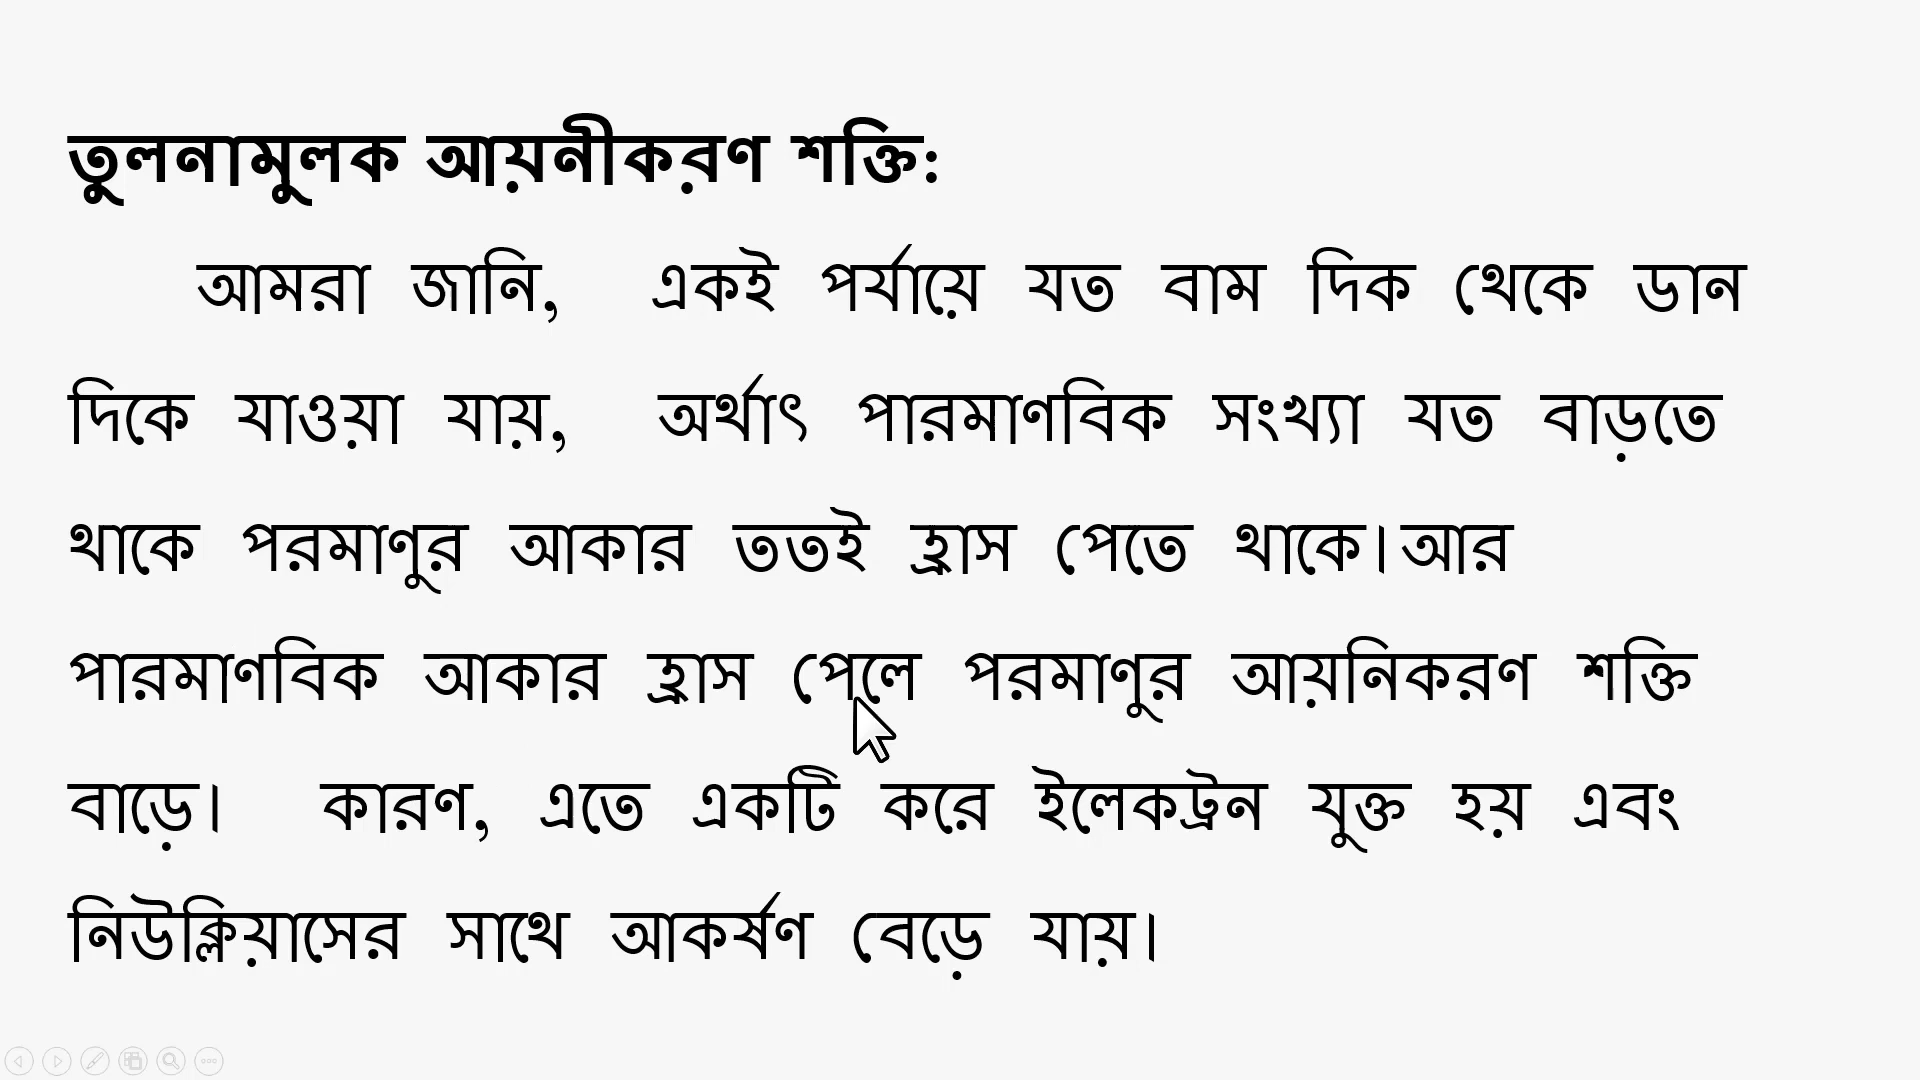 তুলনামুলক আয়নীকরণ শক্তি:
আমরা জানি, একই পর্যায়ে যত বাম দিক থেকে ডান
দিকে যাওয়া যায়, অর্থাৎ পারমাণবিক সংখ্যা যত বাড়তে
থাকে পরমাণুর আকার ততই হ্রাস পেতে থাকে। আর
পারমাণবিক আকার হ্রাস পেলে পরমাণুর আয়নিকরণ শক্তি
বাড়ে। কারণ, এতে একটি করে ইলেকট্রন যুক্ত হয় এবং
নিউক্লিয়াসের সাথে আকর্ষণ বেড়ে যায়।